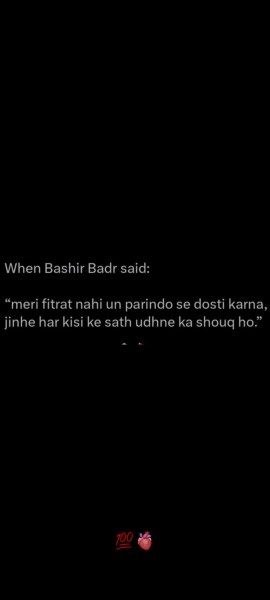 When Bashir Badr said:
“meri fitrat nahi un parindo se dosti karna,
jinhe har kisi ke sath udhne ka shouq ho.”
💯🫀